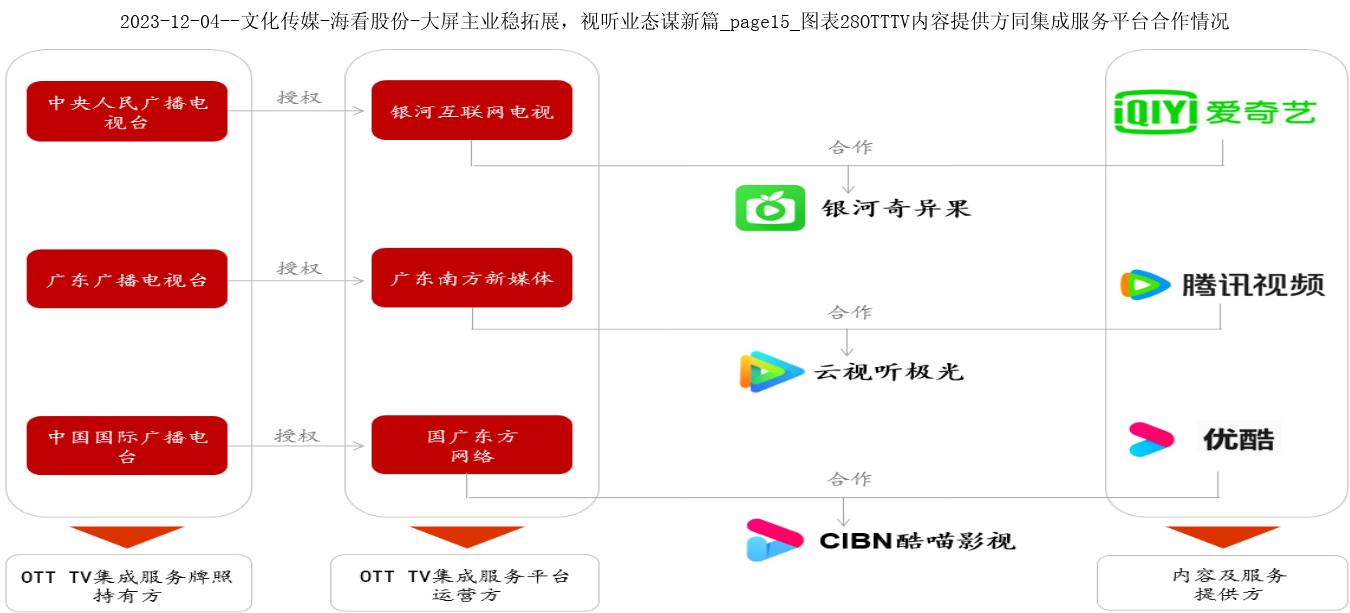 2023-12-04--文化传媒-海看股份-大屏主业稳拓展，视听业态谋新篇_page15_图表28OTTTV内容提供方同集成服务平台合作情况
中央人民广播电
视台
授权
银河互联网电视
iQIYI 爱奇艺
合作
银河奇异果
广东广播电视台
授权
广东南方新媒体
腾讯视频
合作
云视听极光
中国国际广播电
台
授权
国广东方
网络
优酷
合作
CIBN酷喵影视
OTT TV集成服务牌照
持有方
OTT TV集成服务平台
运营方
内容及服务
提供方